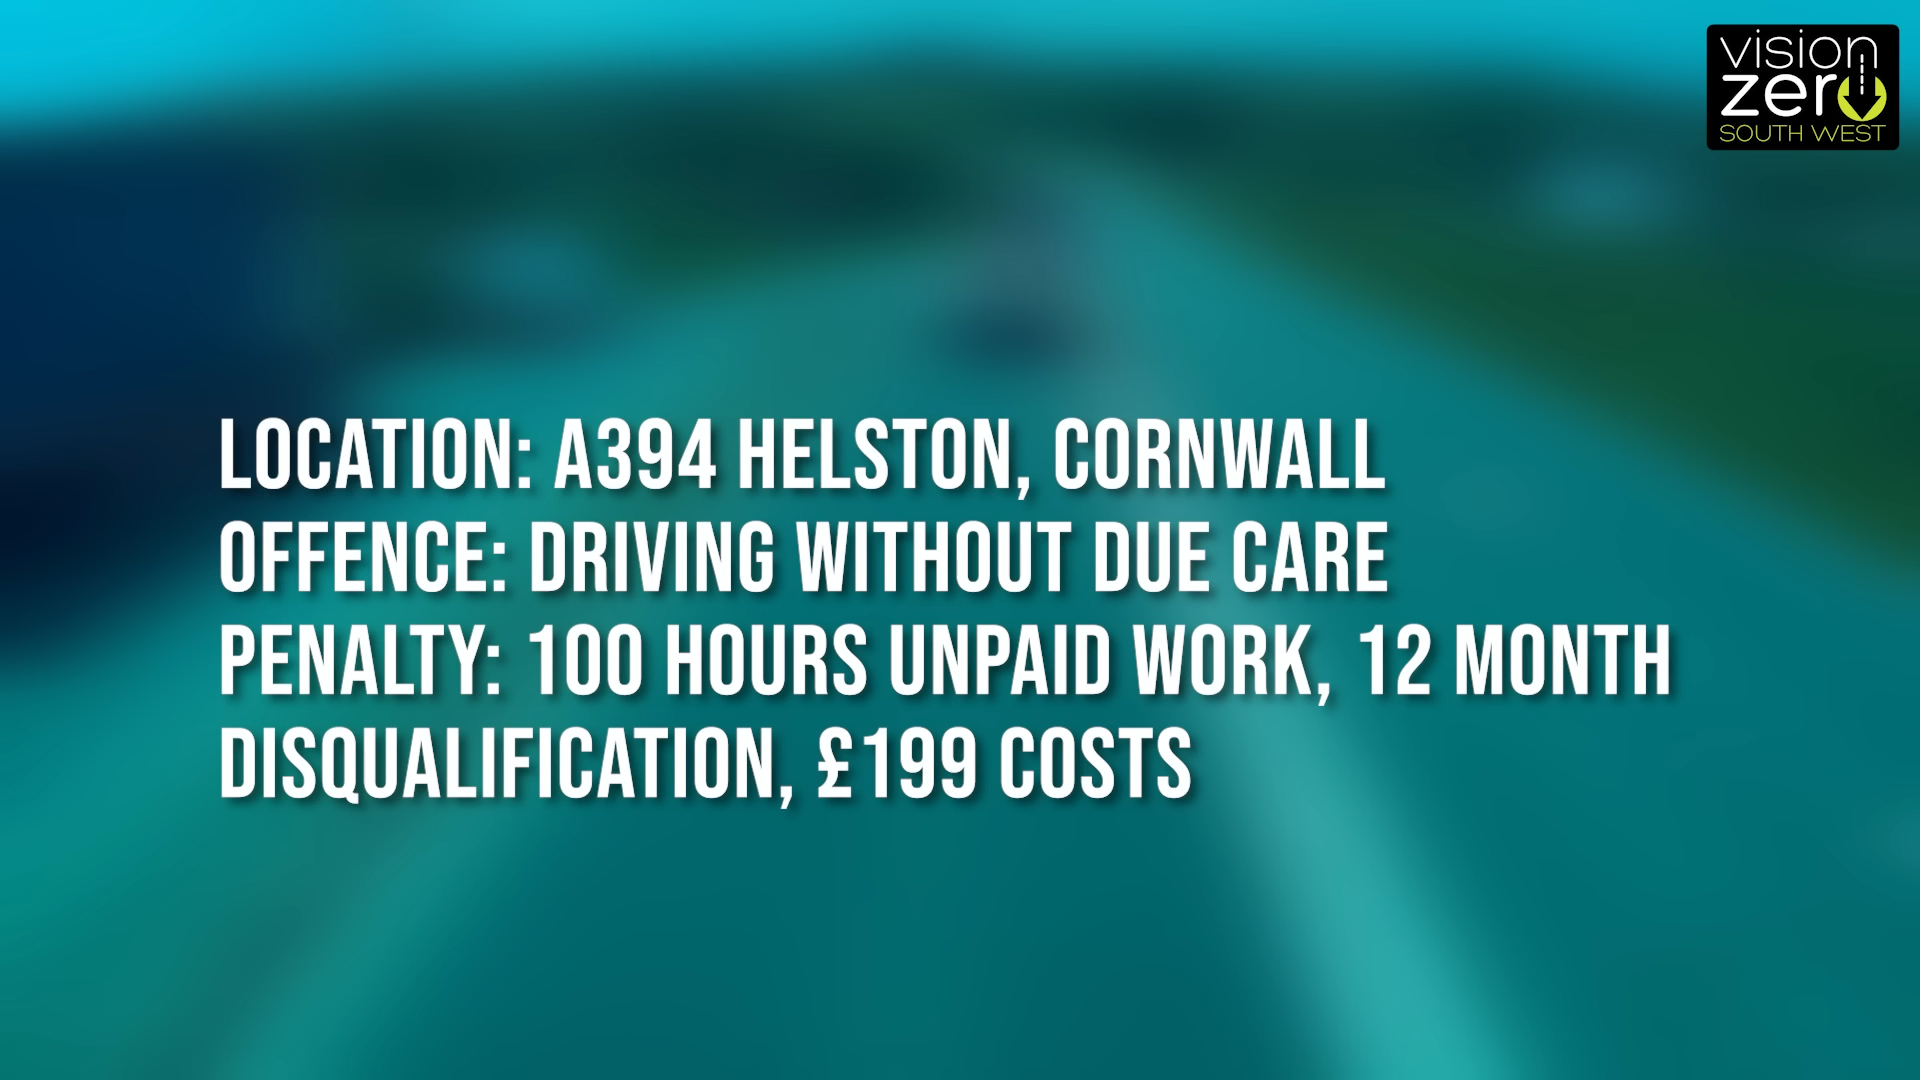 vision
zero
SOUTH WEST
LOCATION: A394 HELSTON, CORNWALL
OFFENCE: DRIVING WITHOUT DUE CARE
PENALTY: 100 HOURS UNPAID WORK, 12 MONTH
DISQUALIFICATION, £199 COSTS